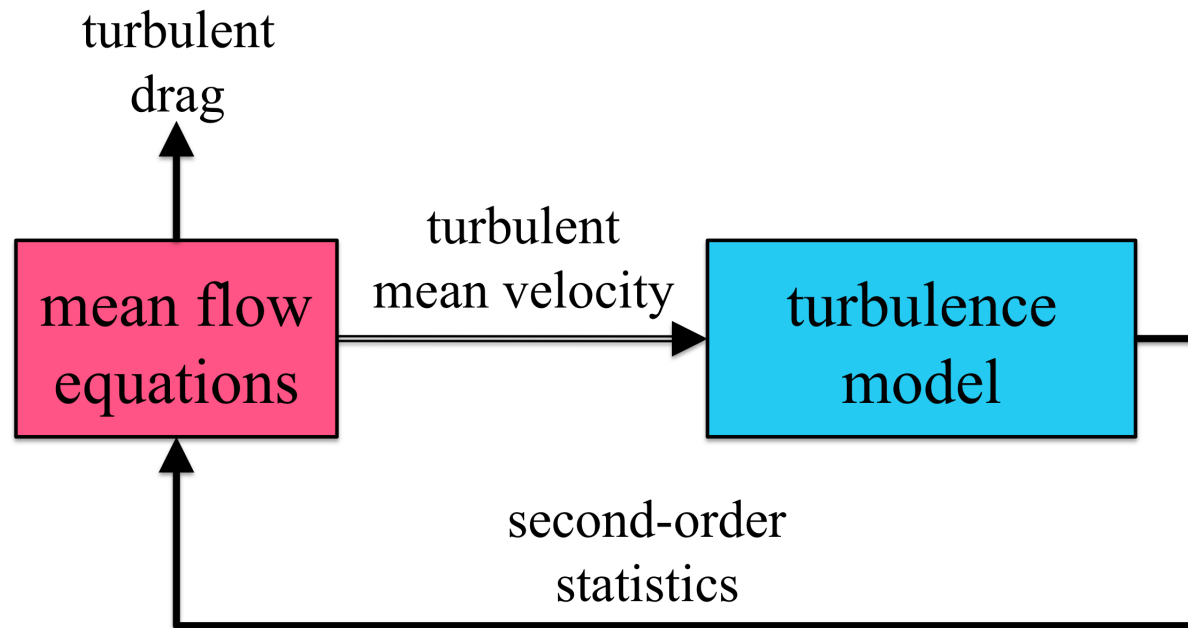 turbulent
drag
mean flow
equations
turbulent
mean velocity
turbulence
model
second-order
statistics